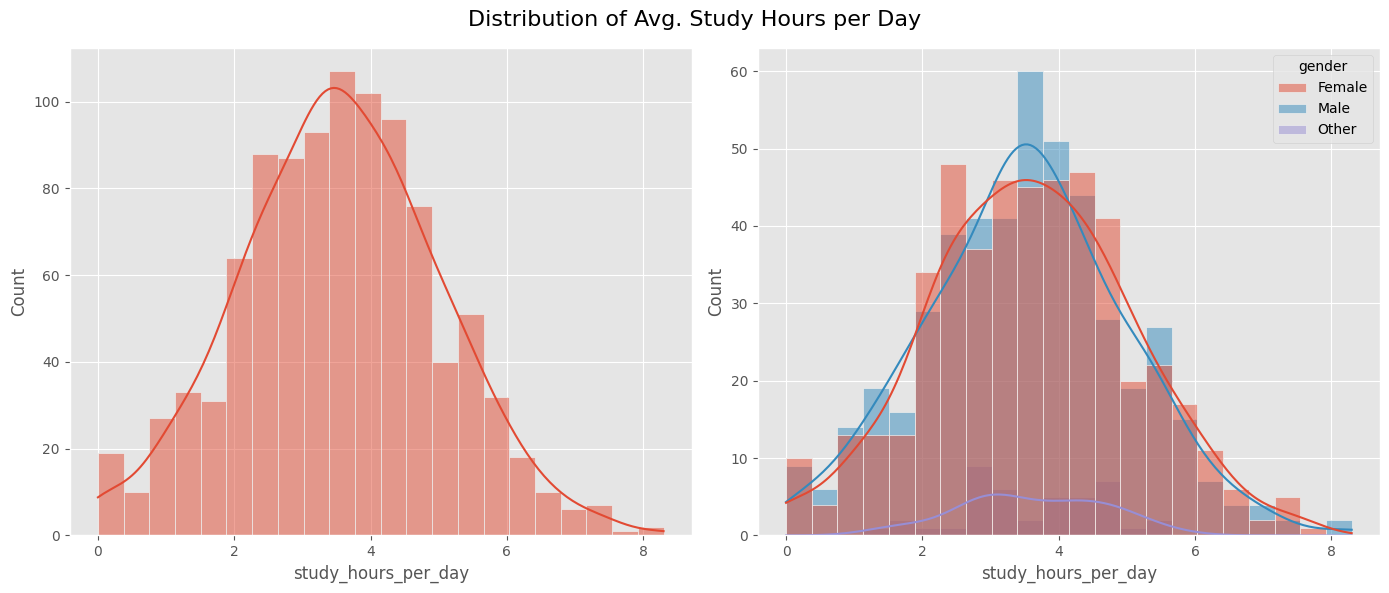 Distribution of Avg. Study Hours per Day
Count
100
80
60
40
20
0
0 2 4 6 8
study_hours_per_day
Count
60
50
40
30
20
10
0
0 2 4 6 8
study_hours_per_day
gender
Female
Male
Other